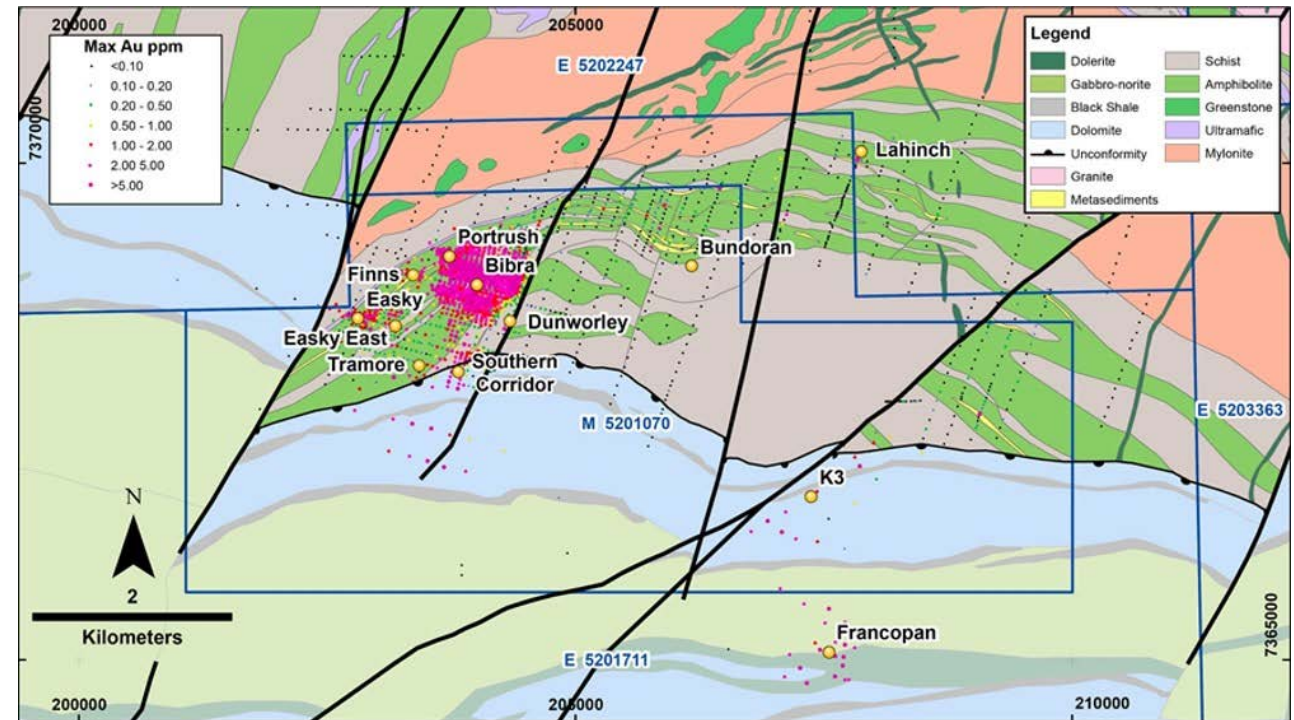 200000
205000
7370000
E 5202247
Max Au ppm
<0.10
0.10 - 0.20
0.20 - 0.50
0.50 - 1.00
1.00 - 2.00
2.00 5.00
>5.00
Legend
Dolerite
Gabbro-norite
Black Shale
Dolomite
Unconformity
Granite
Metasediments
Schist
Amphibolite
Greenstone
Ultramafic
Mylonite
Lahinch
Portrush
Bibra
Bundoran
Finns
Easky
Dunworley
Easky East
Tramore
Southern
Corridor
M 5201070
E 5203363
K3
N
2
Kilometers
Francopan
E 5201711
7365000
200000
205000
210000